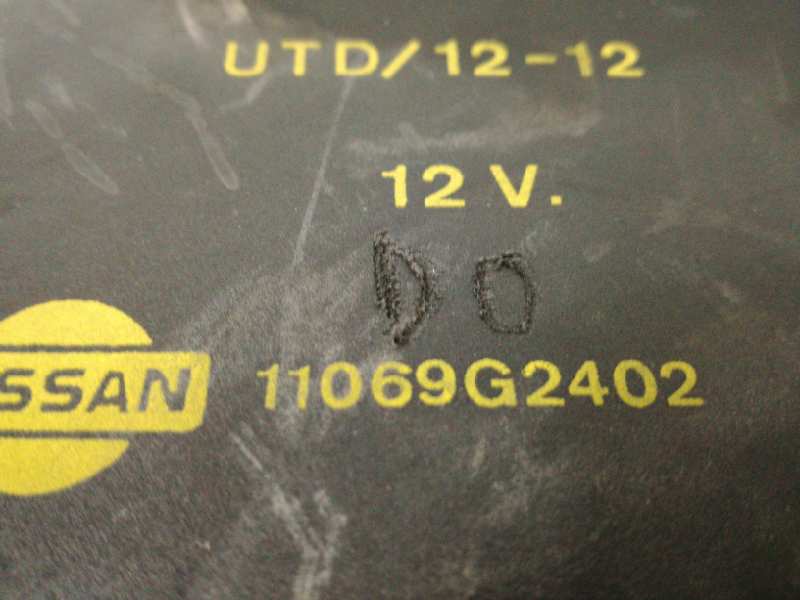 UTD/12-12
12 V.
DO
SSAN 11069G2402